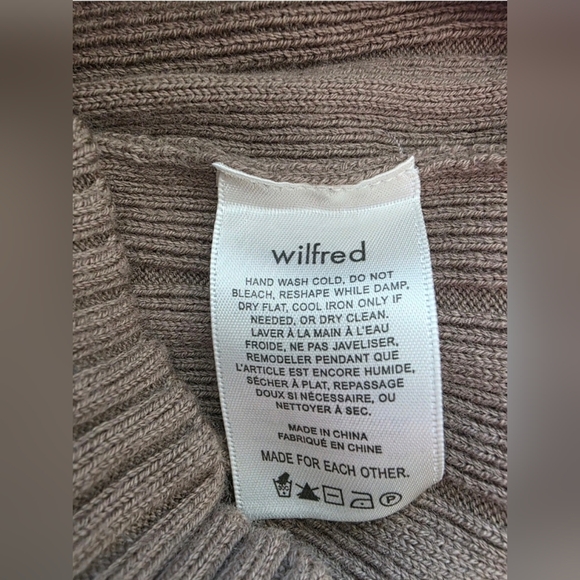 wilfred
HAND WASH COLD, DO NOT
BLEACH, RESHAPE WHILE DAMP.
DRY FLAT, COOL IRON ONLY IF
NEEDED, OR DRY CLEAN.
LAVER À LA MAIN À L'EAU
FROIDE, NE PAS JAVELISER,
REMODELER PENDANT QUE
L'ARTICLE EST ENCORE HUMIDE,
SÉCHER À PLAT, REPASSAGE
DOUX SI NÉCESSAIRE, OU
NETTOYER À SEC.
MADE IN CHINA
FABRIQUÉ EN CHINE
MADE FOR EACH OTHER.
P